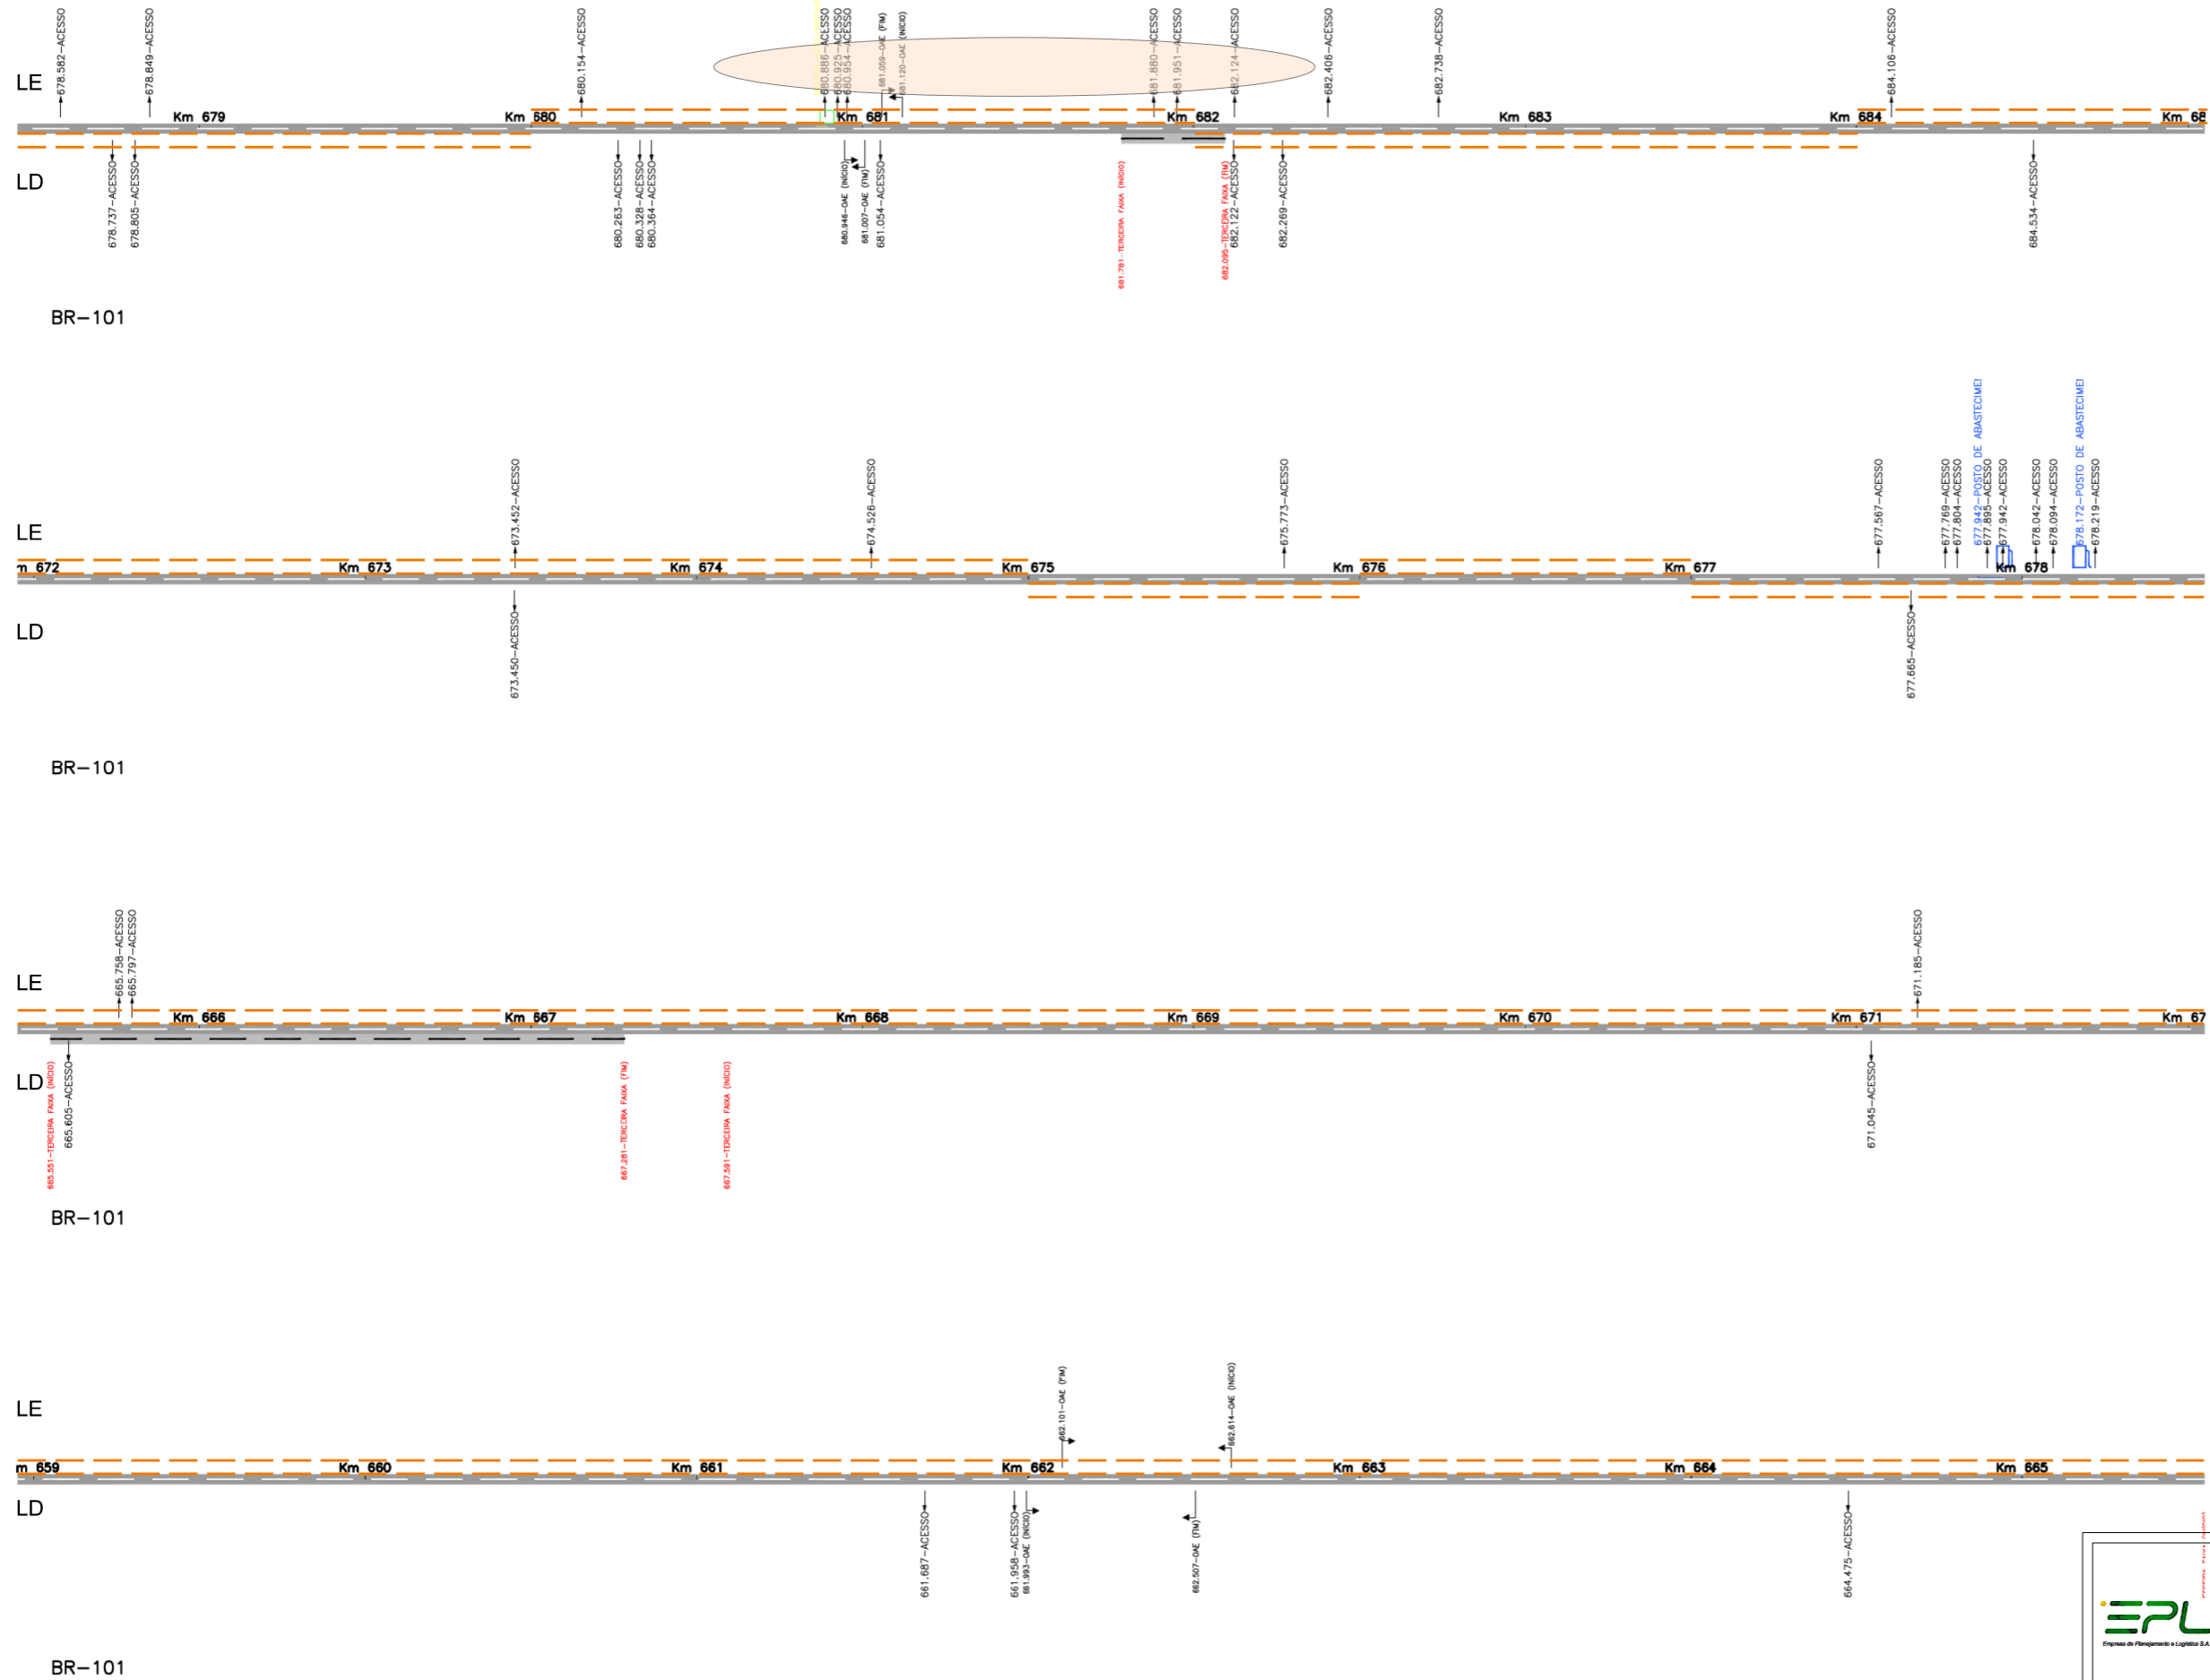 678.582-ACESSO
678.849-ACESSO
680.154-ACESSO
680.886-ACESSO
680.925-ACESSO
680.954-ACESSO
681.059-OAE (FIM)
681.120-OAE (INÍCIO)
681.880-ACESSO
681.951-ACESSO
682.124-ACESSO
682.406-ACESSO
682.738-ACESSO
684.106-ACESSO
LE
Km 679
Km 680
Km 681
Km 682
Km 683
Km 684
Km 68
LD
678.737-ACESSO
678.805-ACESSO
680.263-ACESSO
680.328-ACESSO
680.364-ACESSO
680.946-OAE (INÍCIO)
681.007-OAE (FIM)
681.054-ACESSO
681.781-TERCEIRA FAIXA (INÍCIO)
682.095-TERCEIRA FAIXA (FIM)
682.122-ACESSO
682.269-ACESSO
684.534-ACESSO
BR-101
673.452-ACESSO
674.526-ACESSO
675.773-ACESSO
677.567-ACESSO
677.769-ACESSO
677.804-ACESSO
677.942-POSTO DE ABASTECIMEI
677.895-ACESSO
677.942-ACESSO
678.042-ACESSO
678.094-ACESSO
678.172-POSTO DE ABASTECIMEI
678.219-ACESSO
LE
m 672
Km 673
Km 674
Km 675
Km 676
Km 677
Km 678
LD
673.450-ACESSO
677.665-ACESSO
BR-101
665.758-ACESSO
665.797-ACESSO
671.185-ACESSO
LE
Km 666
Km 667
Km 668
Km 669
Km 670
Km 671
Km 67
LD
665.551-TERCEIRA FAIXA (INÍCIO)
665.605-ACESSO
667.281-TERCEIRA FAIXA (FIM)
667.591-TERCEIRA FAIXA (INÍCIO)
671.045-ACESSO
BR-101
662.101-OAE (FIM)
662.614-OAE (INÍCIO)
LE
m 659
Km 660
Km 661
Km 662
Km 663
Km 664
Km 665
LD
661.687-ACESSO
661.958-ACESSO
661.993-OAE (INÍCIO)
662.507-OAE (FIM)
664.475-ACESSO
EPL
Empresa de Planejamento e Logística S.A.
BR-101